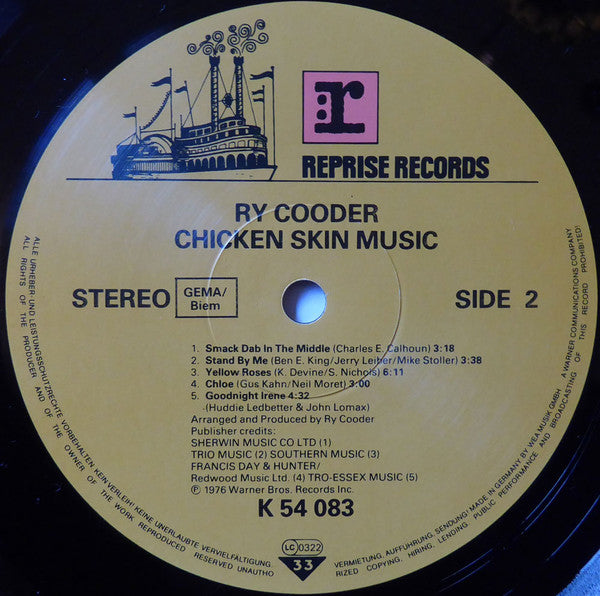 r
REPRISE RECORDS
RY COODER
CHICKEN SKIN MUSIC
STEREO
GEMA/
Biem
SIDE 2
1. Smack Dab In The Middle (Charles E. Calhoun) 3:18
2. Stand By Me (Ben E. King/Jerry Leiber/Mike Stoller) 3:38
3. Yellow Roses (K. Devine/S. Nichols) 6:11
4. Chloe (Gus Kahn/Neil Moret) 3:00
5. Goodnight Irene 4:32
(Huddie Ledbetter & John Lomax)
Arranged and Produced by Ry Cooder
Publisher credits:
SHERWIN MUSIC CO LTD (1)
TRIO MUSIC (2) SOUTHERN MUSIC (3)
FRANCIS DAY & HUNTER/
Redwood Music Ltd. (4) TRO-ESSEX MUSIC (5)
℗ 1976 Warner Bros. Records Inc.
K 54 083
LC 0322
33
ALLE URHEBER- UND LEISTUNGSSCHUTZRECHTE VORBEHALTEN KEIN VERLEIH! KEINE UNERLAUBTE VERVIELFÄLTIGUNG, VERMIETUNG, AUFFÜHRUNG, SENDUNG! MADE IN GERMANY BY WEA MUSIK GMBH A WARNER COMMUNICATIONS COMPANY
ALL RIGHTS OF THE PRODUCER AND OF THE OWNER OF THE WORK REPRODUCED RESERVED UNAUTHORIZED COPYING, HIRING, LENDING, PUBLIC PERFORMANCE AND BROADCASTING OF THIS RECORD PROHIBITED!